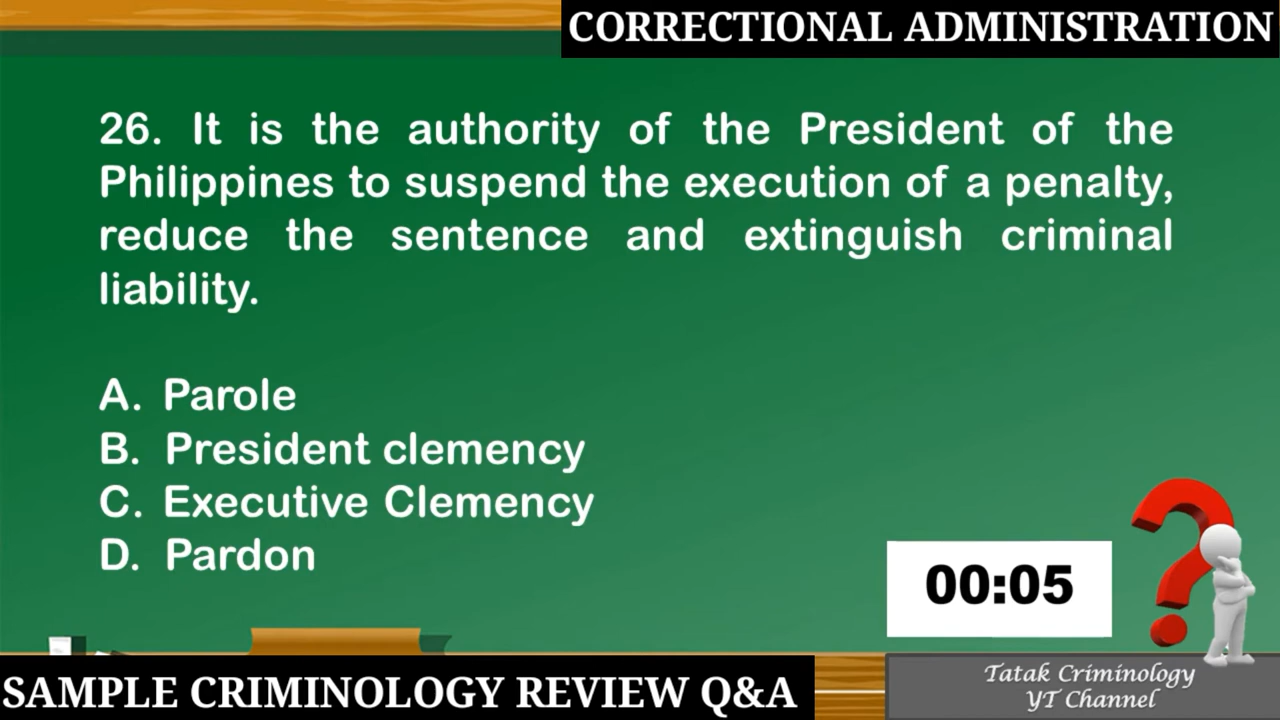 CORRECTIONAL ADMINISTRATION
26. It is the authority of the President of the
Philippines to suspend the execution of a penalty,
reduce the sentence and extinguish criminal
liability.
A. Parole
B. President clemency
C. Executive Clemency
D. Pardon
00:05
Tatak Criminology
YT Channel
SAMPLE CRIMINOLOGY REVIEW Q&A